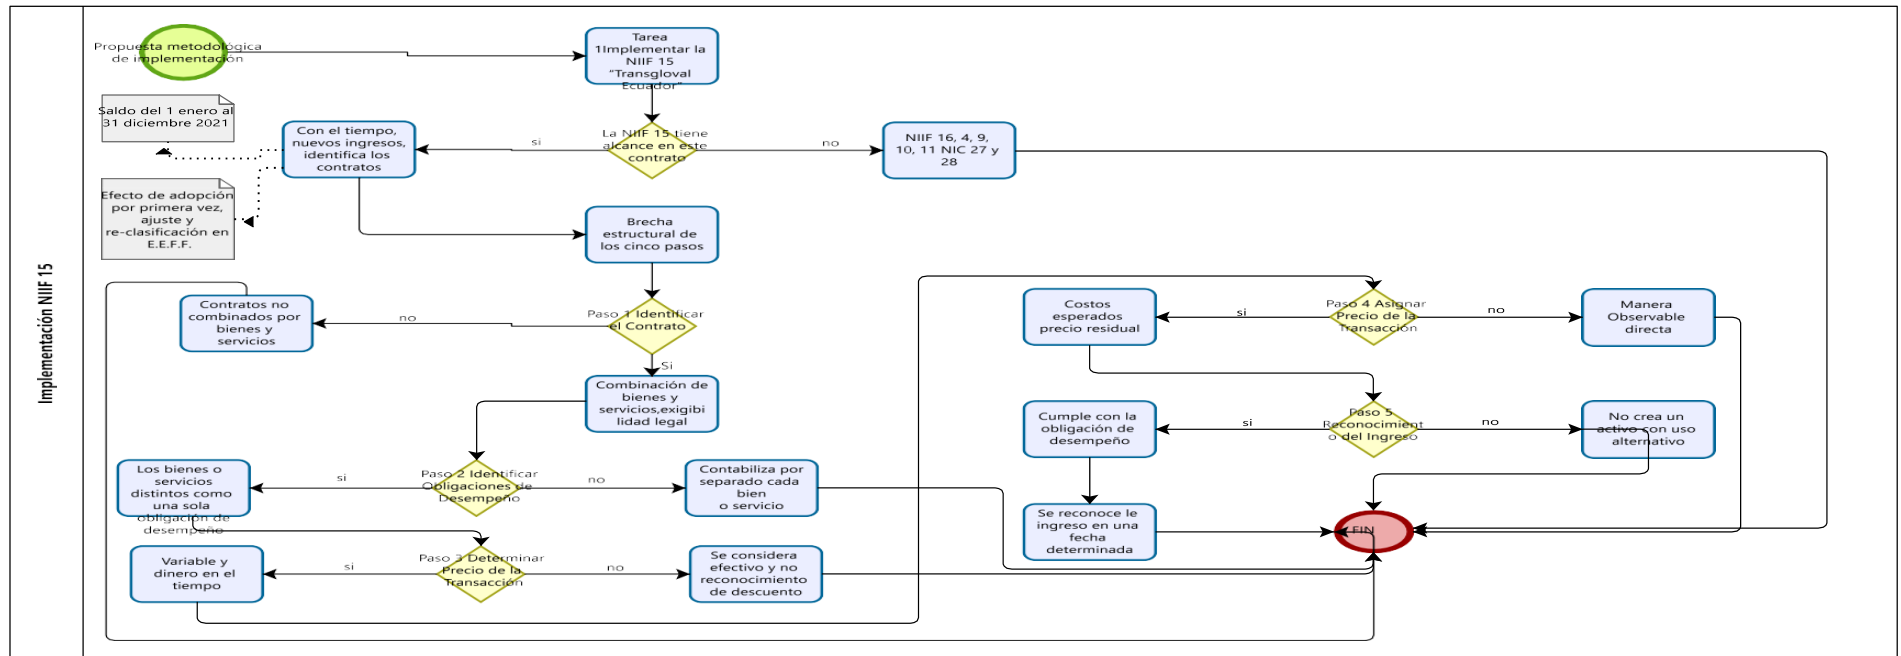 Implementación NIIF 15
Propuesta metodológica
de implementación
Tarea
1Implementar la
NIIF 15
"Transgloval
Ecuador"
Saldo del 1 enero al
31 diciembre 2021
Con el tiempo,
nuevos ingresos,
identifica los
contratos
si
La NIIF 15 tiene
alcance en este
contrato
no
NIIF 16, 4, 9,
10, 11 NIC 27 y
28
Efecto de adopción
por primera vez,
ajuste y
re-clasificación en
E.E.F.F.
Brecha
estructural de
los cinco pasos
Contratos no
combinados por
bienes y
servicios
no
Paso 1 Identificar
el Contrato
Si
Combinación de
bienes y
servicios,exigibi
lidad legal
Los bienes o
servicios
distintos como
una sola
obligación de
desempeño
si
Paso 2 Identificar
Obligaciones de
Desempeño
no
Contabiliza por
separado cada
bien
o servicio
Variable y
dinero en el
tiempo
si
Paso 3 Determinar
Precio de la
Transacción
no
Se considera
efectivo y no
reconocimiento
de descuento
Costos
esperados
precio residual
si
Paso 4 Asignar
Precio de la
Transacción
no
Manera
Observable
directa
Cumple con la
obligación de
desempeño
si
Paso 5
Reconocimient
o del Ingreso
no
No crea un
activo con uso
alternativo
Se reconoce le
ingreso en una
fecha
determinada
FIN